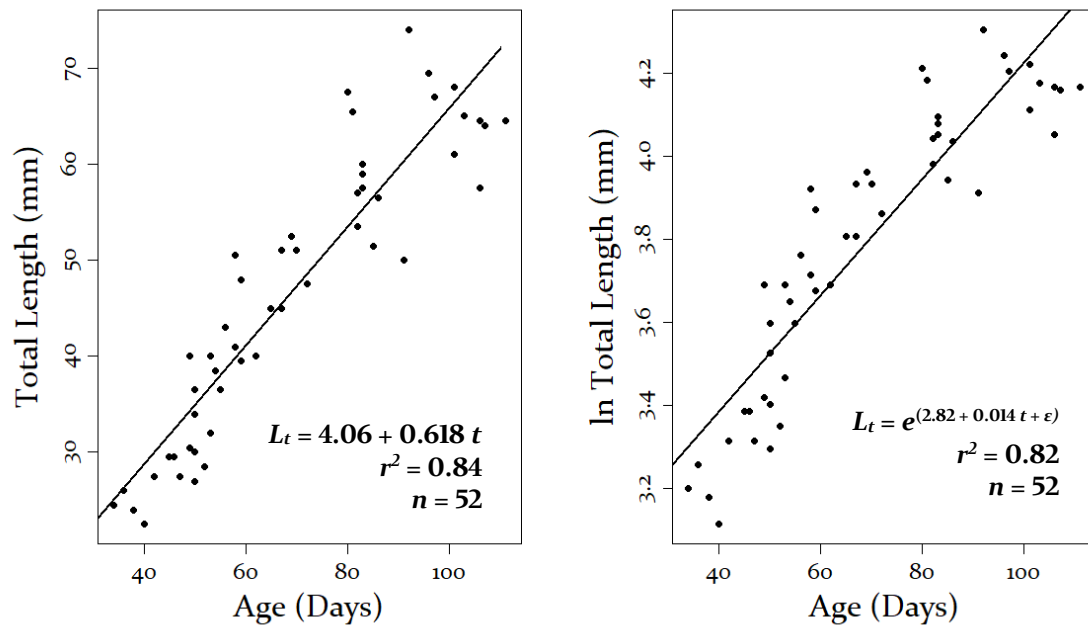 Total Length (mm)
70
60
50
40
30
L_t = 4.06 + 0.618 t
r² = 0.84
n = 52
40 60 80 100
Age (Days)
ln Total Length (mm)
4.2
4.0
3.8
3.6
3.4
3.2
L_t = e^(2.82 + 0.014 t + ε)
r² = 0.82
n = 52
40 60 80 100
Age (Days)